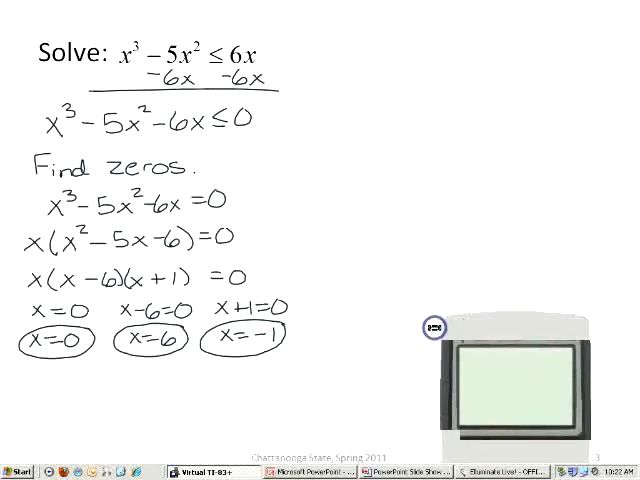 Solve: x³ − 5x² ≤ 6x
−6x −6x
x³ − 5x² − 6x ≤ 0
Find zeros.
x³ − 5x² − 6x = 0
x(x² − 5x − 6) = 0
x(x − 6)(x + 1) = 0
x = 0 x − 6 = 0 x + 1 = 0
x = 0 x = 6 x = −1
Chattanooga State, Spring 2011 3
Start Virtual TI-83+ Microsoft PowerPoint - ... PowerPoint Slide Show ... Elluminate Live! - OFFI... 10:22 AM